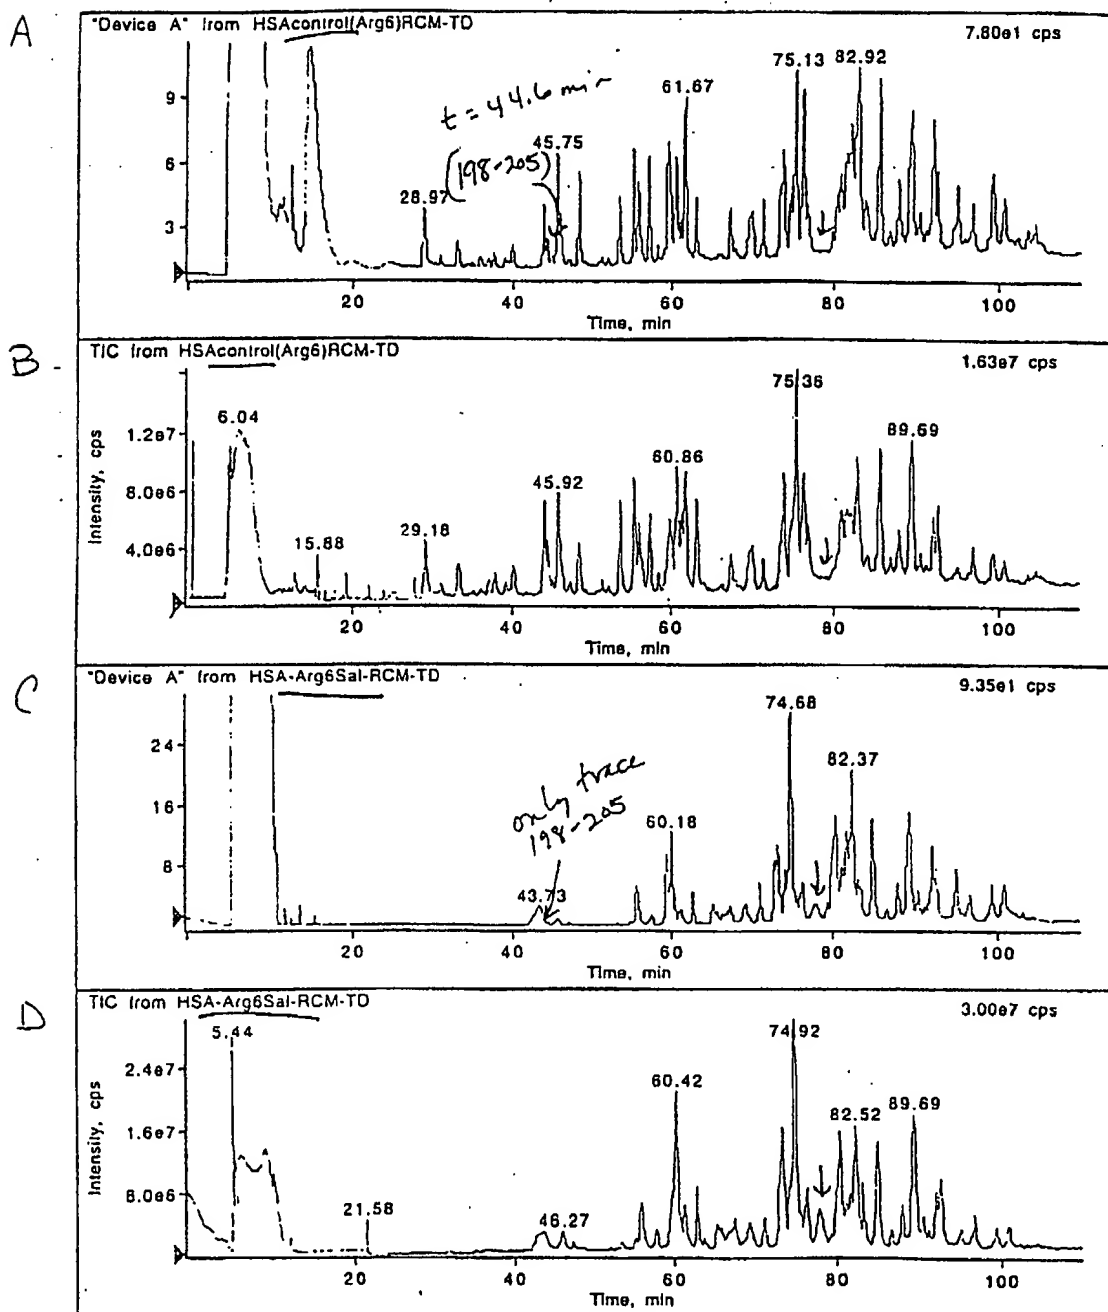 A
"Device A" from HSAcontrol(Arg6)RCM-TD
7.80e1 cps
t = 44.6 min
(198-205)
28.97
45.75
61.67
75.13
82.92
9
6
3
20
40
60
80
100
Time, min
B
TIC from HSAcontrol(Arg6)RCM-TD
1.63e7 cps
6.04
15.88
29.18
45.92
60.86
75.36
89.69
Intensity, cps
1.2e7
8.0e6
4.0e6
20
40
60
80
100
Time, min
C
"Device A" from HSA-Arg6Sal-RCM-TD
9.35e1 cps
only trace
198-205
43.73
60.18
74.68
82.37
24
16
8
20
40
60
80
100
Time, min
D
TIC from HSA-Arg6Sal-RCM-TD
3.00e7 cps
5.44
21.58
46.27
60.42
74.92
82.52
89.69
Intensity, cps
2.4e7
1.6e7
8.0e6
20
40
60
80
100
Time, min